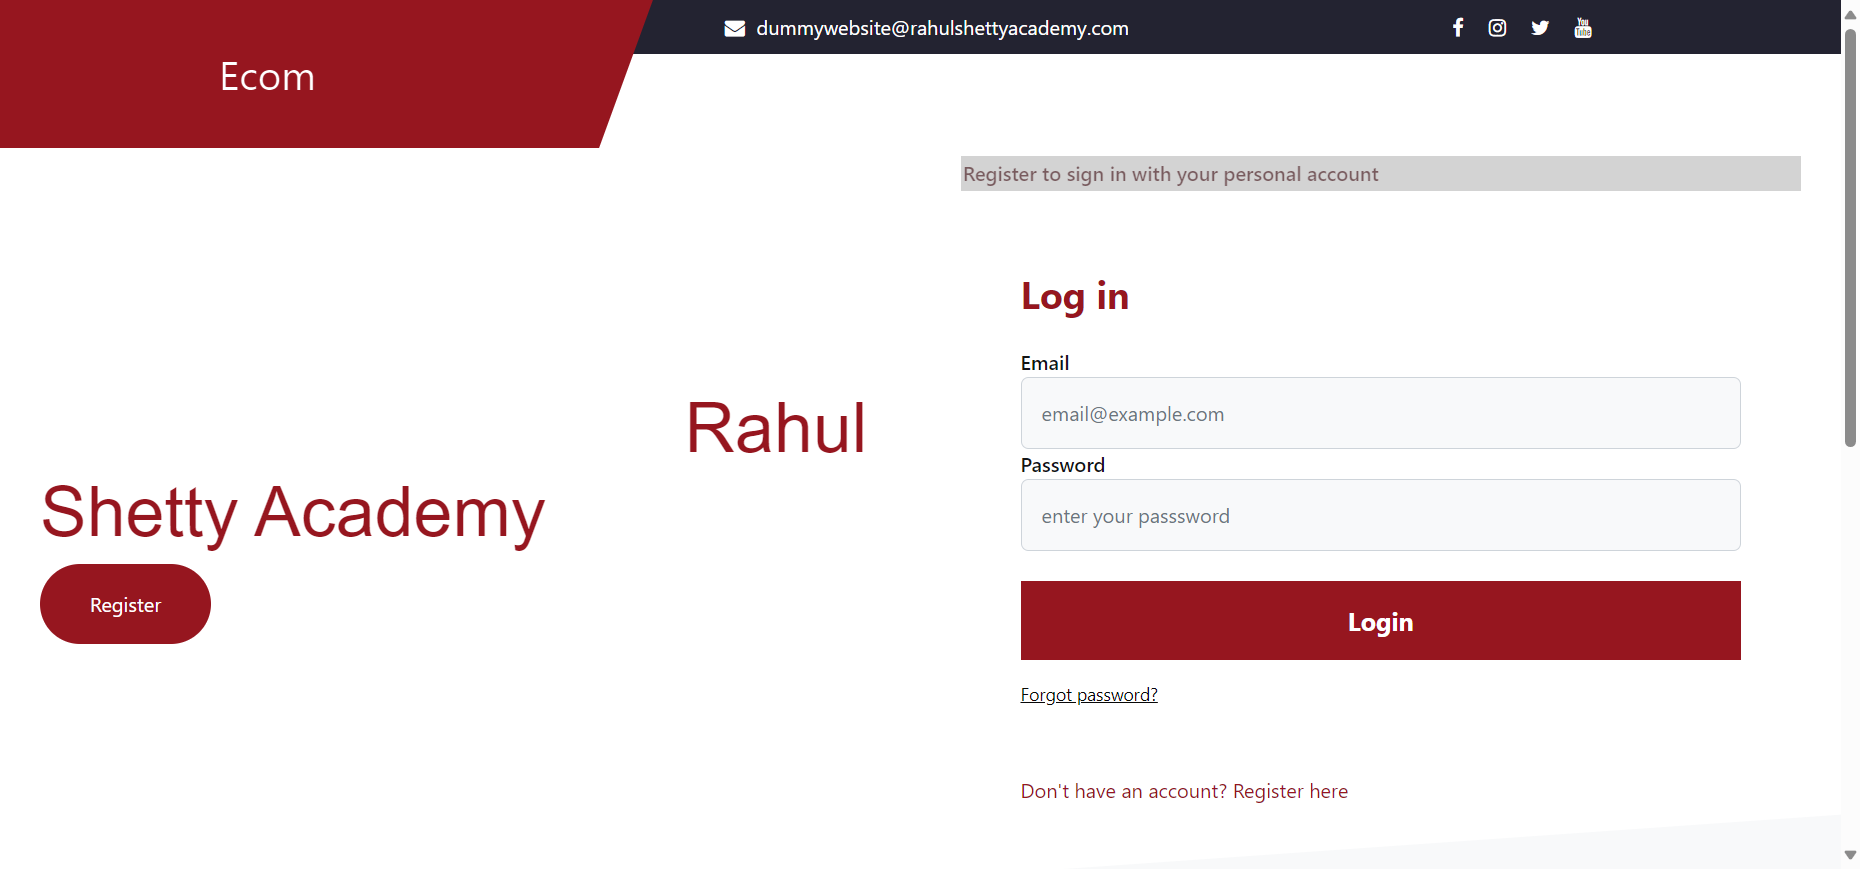 dummywebsite@rahulshettyacademy.com
Ecom
Register to sign in with your personal account
Rahul
Shetty Academy
Register
Log in
Email
email@example.com
Password
enter your passsword
Login
Forgot password?
Don't have an account? Register here